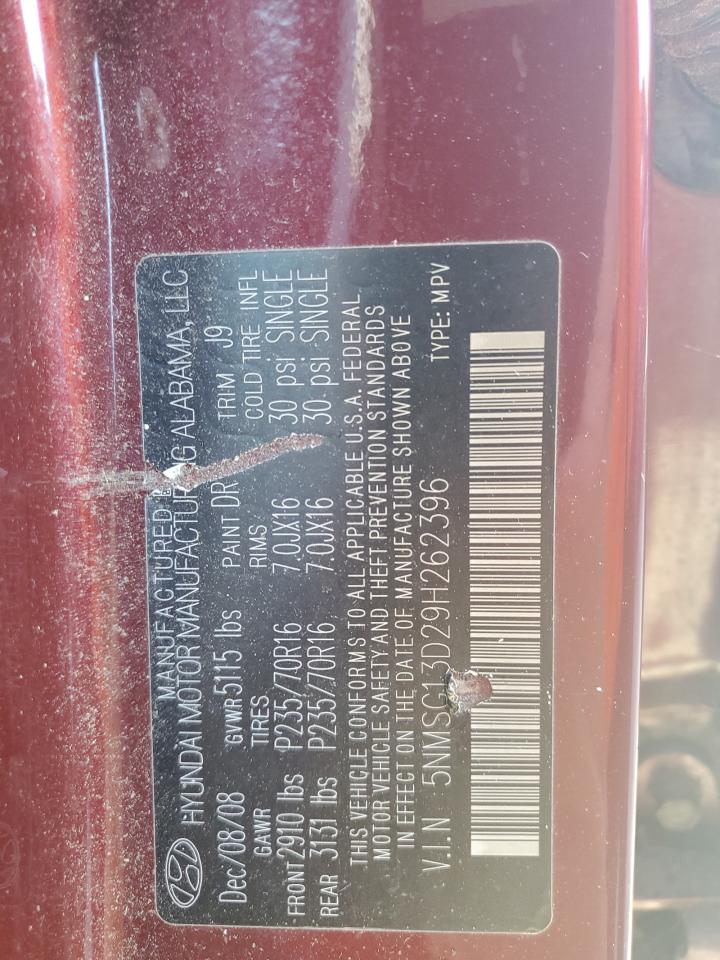 MANUFACTURED
HYUNDAI MOTOR MANUFACTURING ALABAMA, LLC
Dec/08/08 GVWR 5115 lbs PAINT DR TRIM J9
GAWR TIRES RIMS COLD TIRE INFL
FRONT 2910 lbs P235/70R16 7.0JX16 30 psi SINGLE
REAR 3131 lbs P235/70R16 7.0JX16 30 psi SINGLE
THIS VEHICLE CONFORMS TO ALL APPLICABLE U.S.A. FEDERAL
MOTOR VEHICLE SAFETY AND THEFT PREVENTION STANDARDS
IN EFFECT ON THE DATE OF MANUFACTURE SHOWN ABOVE
V.I.N 5NMSG13D29H262396 TYPE: MPV